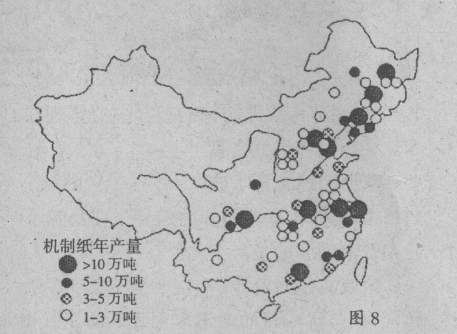 机制纸年产量
>10 万吨
5-10 万吨
3-5 万吨
1-3 万吨
图 8